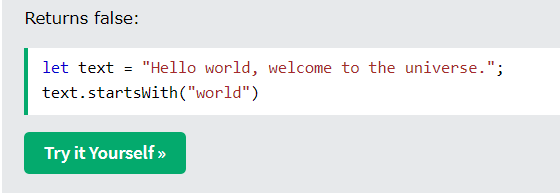 Returns false:
let text = "Hello world, welcome to the universe.";
text.startsWith("world")
Try it Yourself »